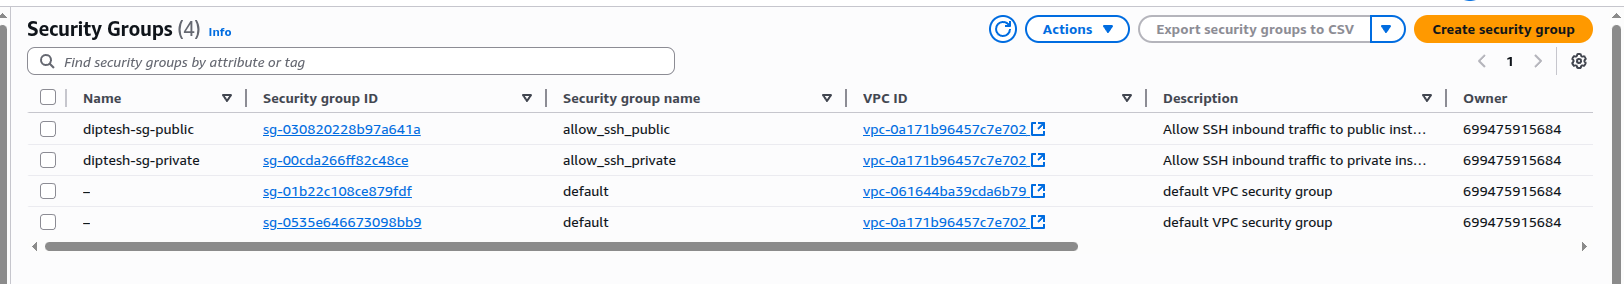 Security Groups (4) Info
Actions
Export security groups to CSV
Create security group
Find security groups by attribute or tag
1
Name Security group ID Security group name VPC ID Description Owner
diptesh-sg-public sg-030820228b97a641a allow_ssh_public vpc-0a171b96457c7e702 Allow SSH inbound traffic to public inst... 699475915684
diptesh-sg-private sg-00cda266ff82c48ce allow_ssh_private vpc-0a171b96457c7e702 Allow SSH inbound traffic to private ins... 699475915684
– sg-01b22c108ce879fdf default vpc-061644ba39cda6b79 default VPC security group 699475915684
– sg-0535e646673098bb9 default vpc-0a171b96457c7e702 default VPC security group 699475915684